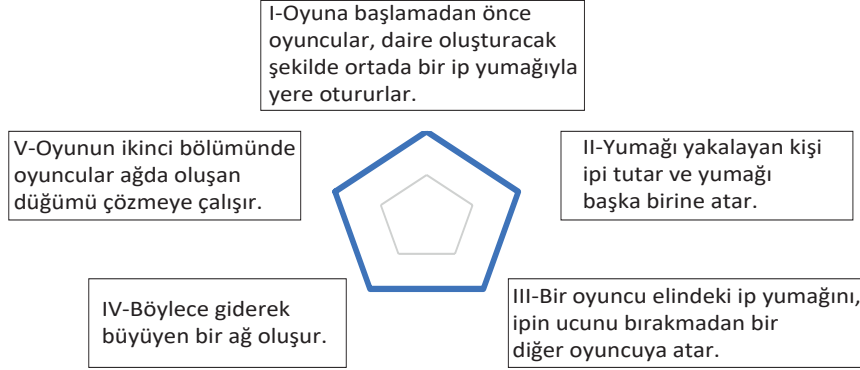 I-Oyuna başlamadan önce
oyuncular, daire oluşturacak
şekilde ortada bir ip yumağıyla
yere otururlar.
II-Yumağı yakalayan kişi
ipi tutar ve yumağı
başka birine atar.
III-Bir oyuncu elindeki ip yumağını,
ipin ucunu bırakmadan bir
diğer oyuncuya atar.
IV-Böylece giderek
büyüyen bir ağ oluşur.
V-Oyunun ikinci bölümünde
oyuncular ağda oluşan
düğümü çözmeye çalışır.